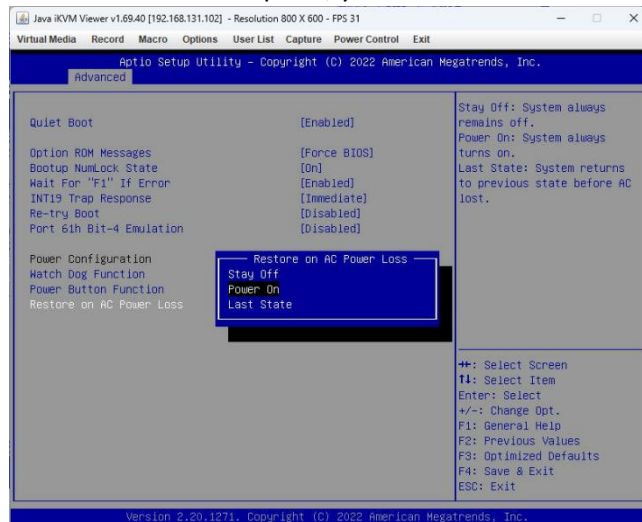 Java iKVM Viewer v1.69.40 [192.168.131.102] - Resolution 800 X 600 - FPS 31
Virtual Media Record Macro Options User List Capture Power Control Exit
Aptio Setup Utility – Copyright (C) 2022 American Megatrends, Inc.
Advanced
Quiet Boot [Enabled]
Option ROM Messages [Force BIOS]
Bootup NumLock State [On]
Wait For "F1" If Error [Enabled]
INT19 Trap Response [Immediate]
Re-try Boot [Disabled]
Port 61h Bit-4 Emulation [Disabled]
Power Configuration
Watch Dog Function
Power Button Function
Restore on AC Power Loss
Restore on AC Power Loss
Stay Off
Power On
Last State
Stay Off: System always
remains off.
Power On: System always
turns on.
Last State: System returns
to previous state before AC
lost.
: Select Screen
↑↓: Select Item
Enter: Select
+/-: Change Opt.
F1: General Help
F2: Previous Values
F3: Optimized Defaults
F4: Save & Exit
ESC: Exit
Version 2.20.1271. Copyright (C) 2022 American Megatrends, Inc.